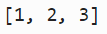 [1, 2, 3]